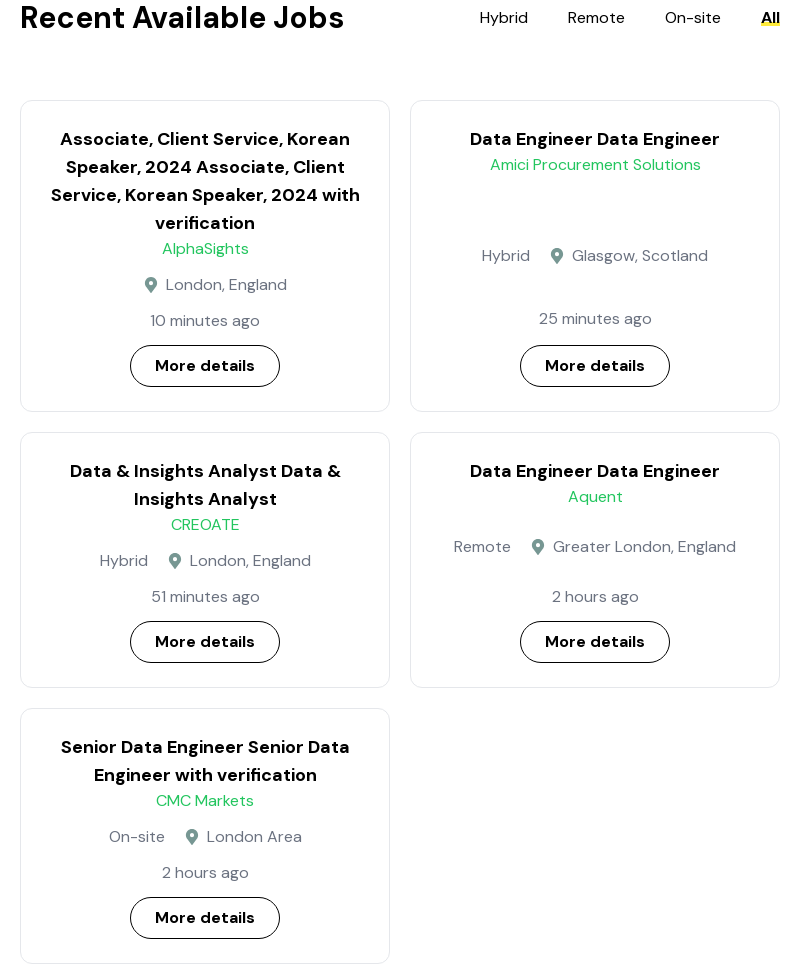 Recent Available Jobs
Hybrid Remote On-site All
Associate, Client Service, Korean
Speaker, 2024 Associate, Client
Service, Korean Speaker, 2024 with
verification
AlphaSights
London, England
10 minutes ago
More details
Data Engineer Data Engineer
Amici Procurement Solutions
Hybrid Glasgow, Scotland
25 minutes ago
More details
Data & Insights Analyst Data &
Insights Analyst
CREOATE
Hybrid London, England
51 minutes ago
More details
Data Engineer Data Engineer
Aquent
Remote Greater London, England
2 hours ago
More details
Senior Data Engineer Senior Data
Engineer with verification
CMC Markets
On-site London Area
2 hours ago
More details